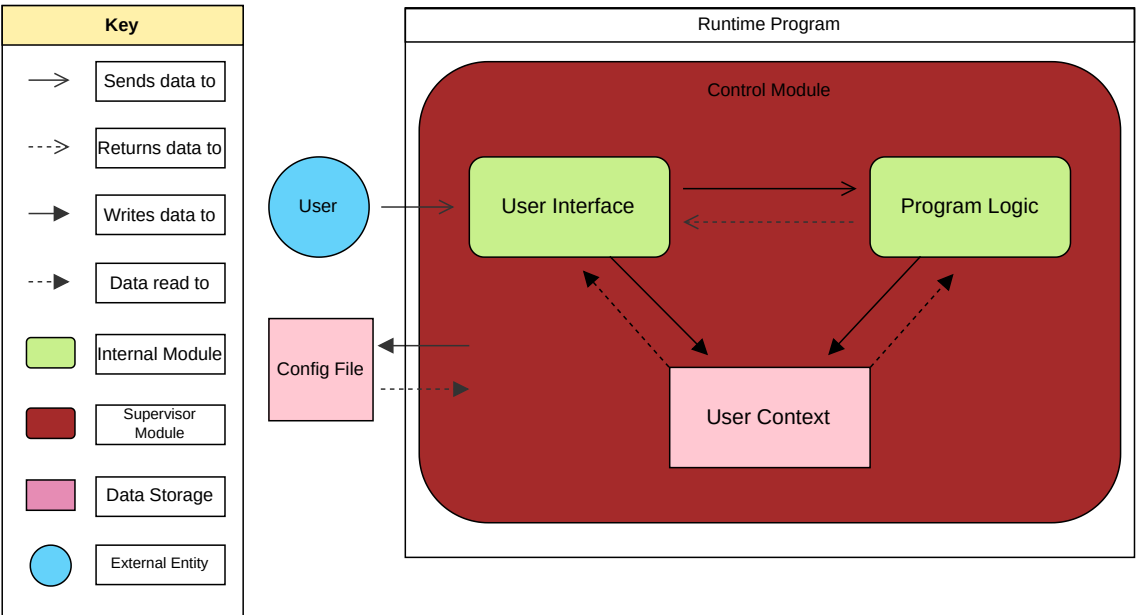 Key
Sends data to
Returns data to
Writes data to
Data read to
Internal Module
Supervisor
Module
Data Storage
External Entity
Runtime Program
Control Module
User
User Interface
Program Logic
Config File
User Context